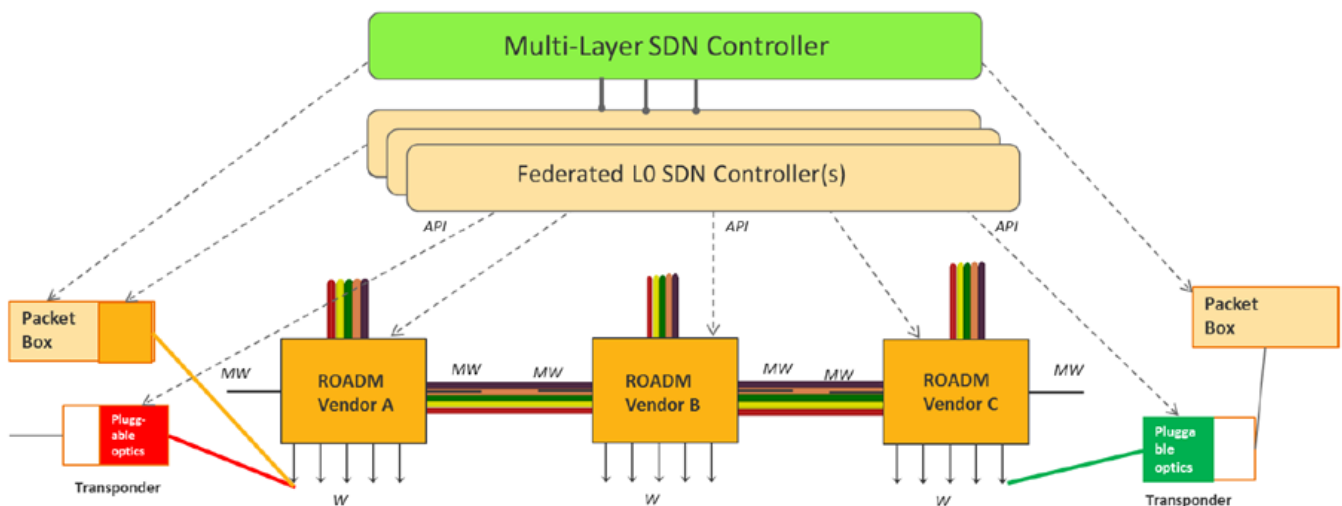 Multi-Layer SDN Controller
Federated L0 SDN Controller(s)
API
API
API
Packet
Box
Packet
Box
MW
ROADM
Vendor A
MW
MW
ROADM
Vendor B
MW
MW
ROADM
Vendor C
MW
Plugg-
able
optics
Transponder
Plugga
ble
optics
Transponder
W
W
W